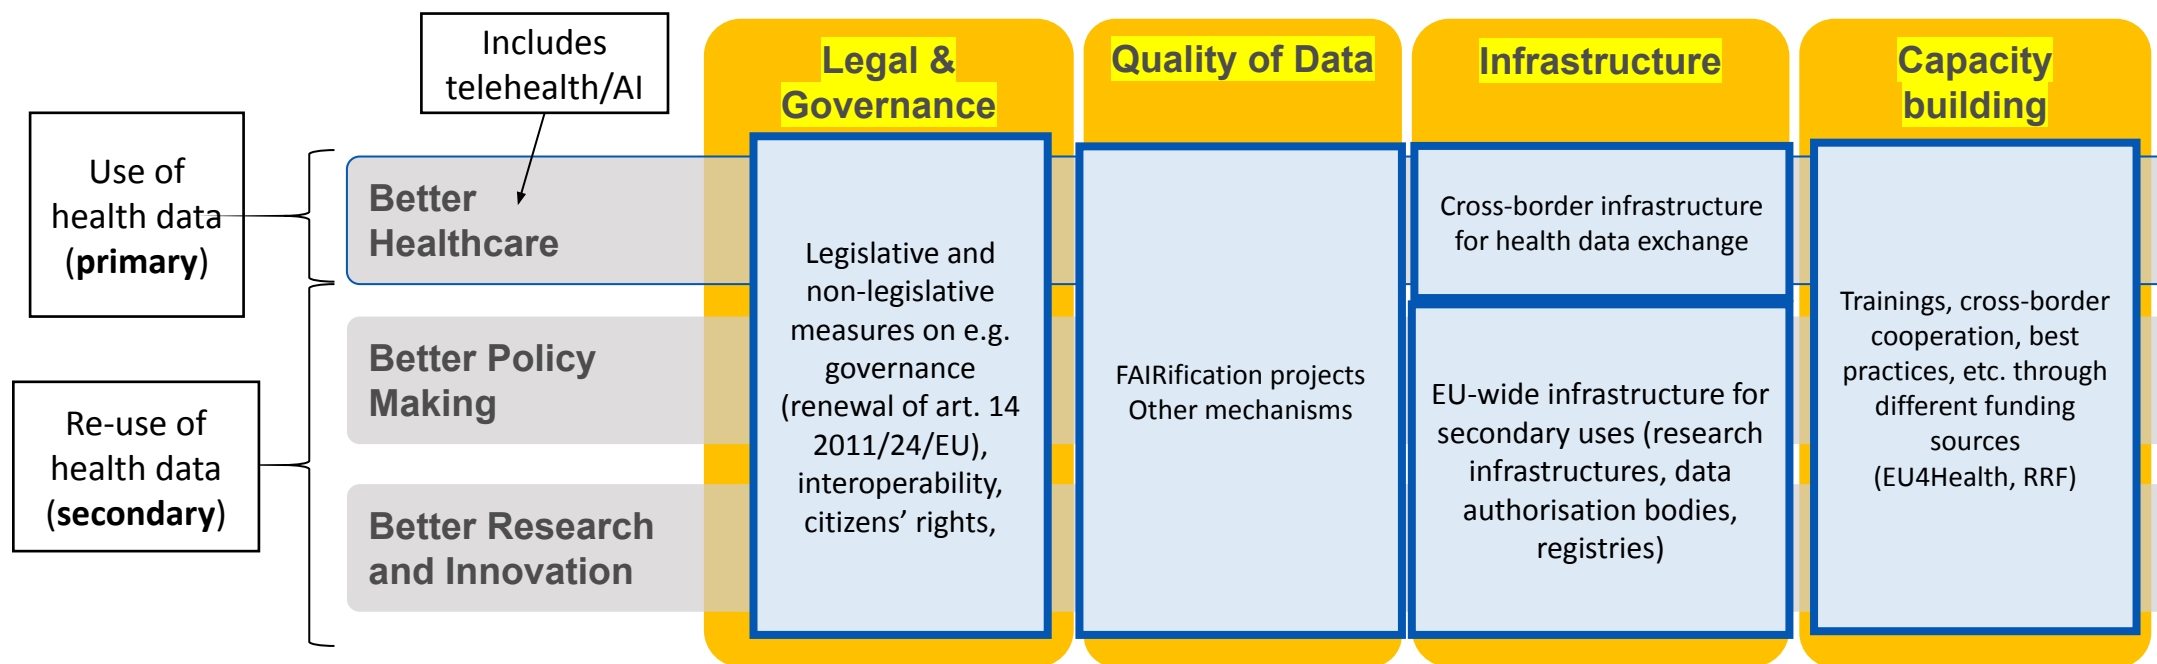 Includes
telehealth/AI
Use of
health data
(primary)
Re-use of
health data
(secondary)
Better
Healthcare
Better Policy
Making
Better Research
and Innovation
Legal &
Governance
Legislative and
non-legislative
measures on e.g.
governance
(renewal of art. 14
2011/24/EU),
interoperability,
citizens’ rights,
Quality of Data
FAIRification projects
Other mechanisms
Infrastructure
Cross-border infrastructure
for health data exchange
EU-wide infrastructure for
secondary uses (research
infrastructures, data
authorisation bodies,
registries)
Capacity
building
Trainings, cross-border
cooperation, best
practices, etc. through
different funding
sources
(EU4Health, RRF)